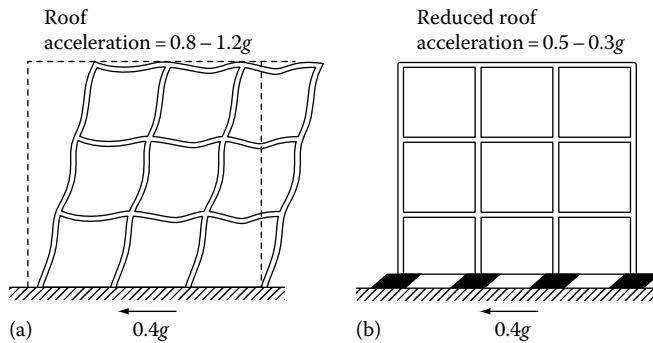 Roof
acceleration = 0.8 – 1.2g
Reduced roof
acceleration = 0.5 – 0.3g
(a)
0.4g
(b)
0.4g